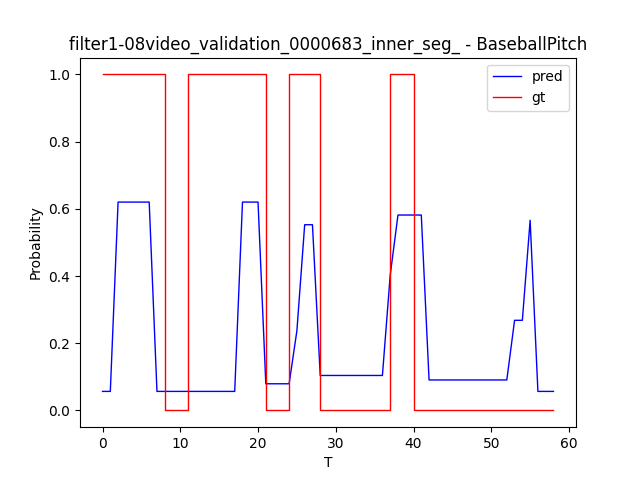 filter1-08video_validation_0000683_inner_seg_ - BaseballPitch
pred
gt
1.0
0.8
0.6
0.4
0.2
0.0
Probability
0
10
20
30
40
50
60
T